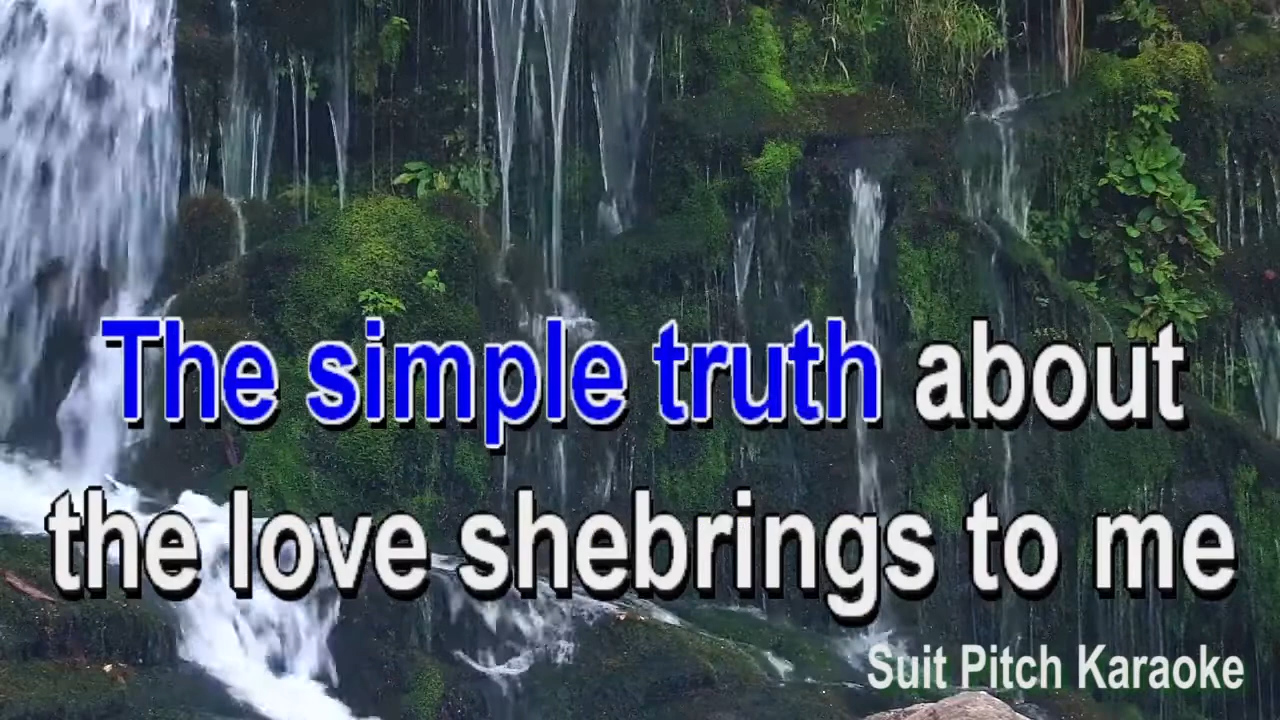 The simple truth about
the love shebrings to me
Suit Pitch Karaoke